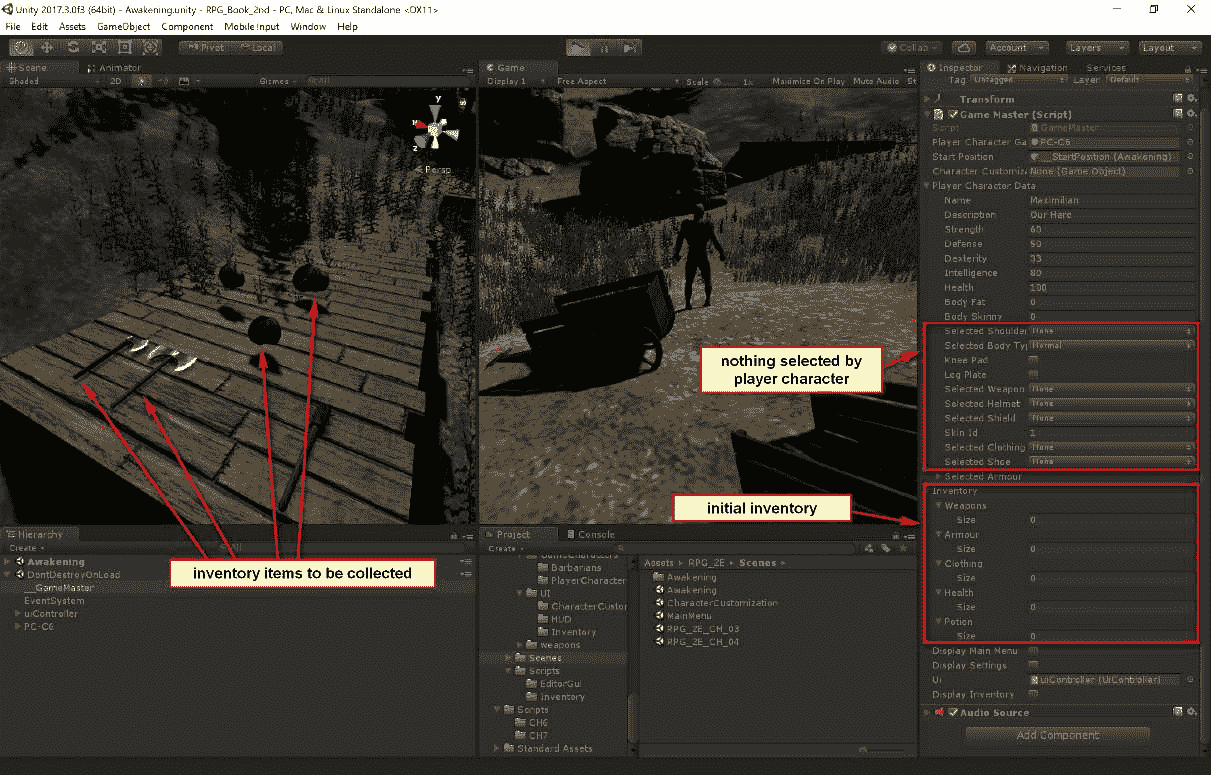 Unity 2017.3.0f3 (64bit) - Awakening.unity - RPG_Book_2nd - PC, Mac & Linux Standalone <DX11>
File Edit Assets GameObject Component Mobile Input Window Help
Pivot Local
Collab Account Layers Layout
Scene Animator
Shaded 2D Gizmos All
Persp
y
x
z
Game
Display 1 Free Aspect Scale 1x Maximize On Play Mute Audio St
Inspector Navigation Services
Tag Untagged Layer Default
Transform
Game Master (Script)
Script GameMaster
Player Character Ga PC-C6
Start Position __StartPosition (Awakening)
Character Customiz None (Game Object)
Player Character Data
Name Maximilian
Description Our Hero
Strength 60
Defense 50
Dexterity 33
Intelligence 80
Health 100
Body Fat 0
Body Skinny 0
Selected Shoulder None
Selected Body Typ Normal
Knee Pad
Leg Plate
Selected Weapon None
Selected Helmet None
Selected Shield None
Skin Id 1
Selected Clothing None
Selected Shoe None
Selected Armour
Inventory
Weapons
Size 0
Armour
Size 0
Clothing
Size 0
Health
Size 0
Potion
Size 0
Display Main Menu
Display Settings
Ui uiController (UiController)
Display Inventory
Audio Source
Add Component
nothing selected by
player character
initial inventory
inventory items to be collected
Hierarchy
Create All
Awakening
DontDestroyOnLoad
__GameMaster
EventSystem
uiController
PC-C6
Project Console
Create
GameCharacters
Barbarians
PlayerCharacter
UI
CharacterCustor
HUD
Inventory
weapons
Scenes
Scripts
EditorGui
Inventory
Scripts
CH6
CH7
Standard Assets
Assets RPG_2E Scenes
Awakening
Awakening
CharacterCustomization
MainMenu
RPG_2E_CH_03
RPG_2E_CH_04